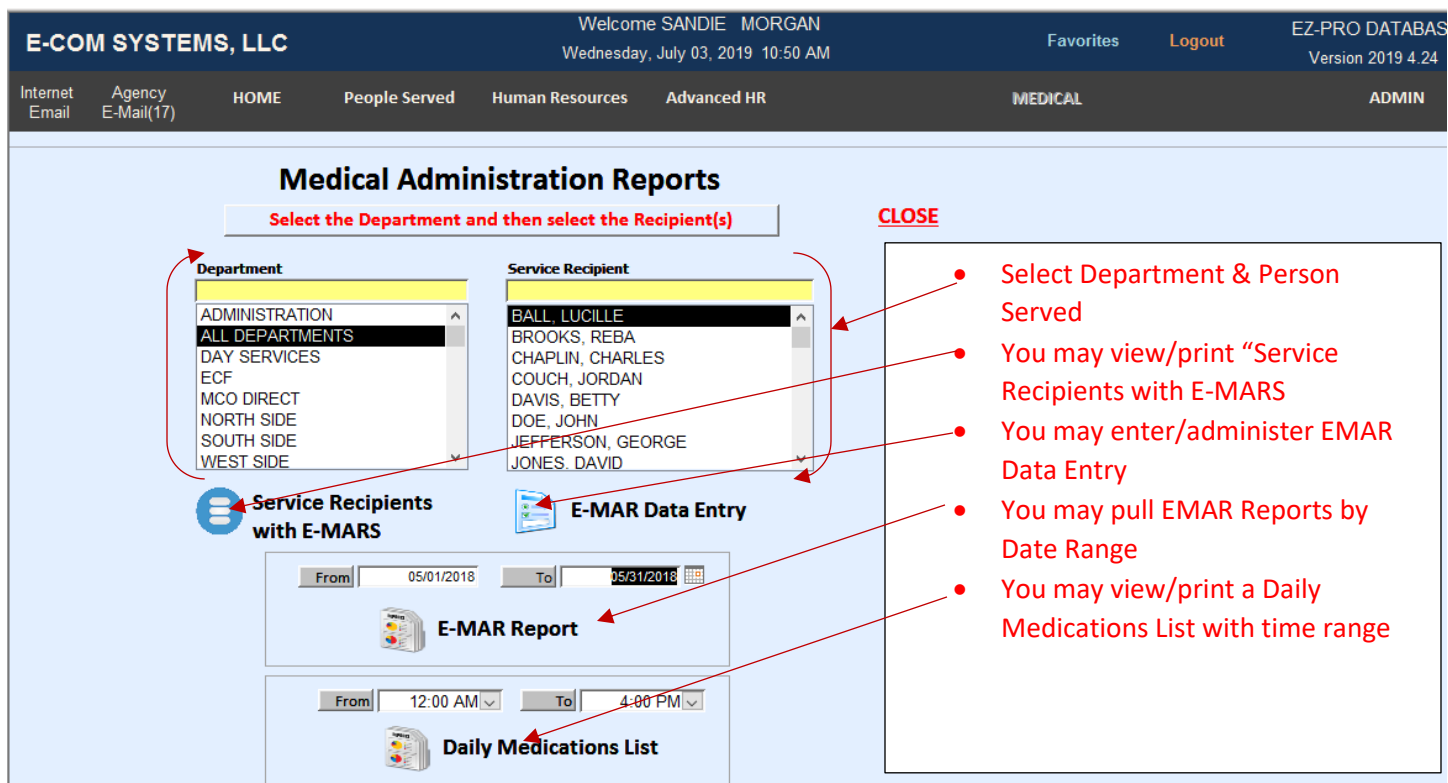 E-COM SYSTEMS, LLC
Welcome SANDIE MORGAN
Wednesday, July 03, 2019 10:50 AM
Favorites
Logout
EZ-PRO DATABAS
Version 2019 4.24
Internet
Email
Agency
E-Mail(17)
HOME
People Served
Human Resources
Advanced HR
MEDICAL
ADMIN
Medical Administration Reports
Select the Department and then select the Recipient(s)
CLOSE
Department
ADMINISTRATION
ALL DEPARTMENTS
DAY SERVICES
ECF
MCO DIRECT
NORTH SIDE
SOUTH SIDE
WEST SIDE
Service Recipient
BALL, LUCILLE
BROOKS, REBA
CHAPLIN, CHARLES
COUCH, JORDAN
DAVIS, BETTY
DOE, JOHN
JEFFERSON, GEORGE
JONES, DAVID
Service Recipients
with E-MARS
E-MAR Data Entry
From 05/01/2018 To 05/31/2018
E-MAR Report
From 12:00 AM To 4:00 PM
Daily Medications List
• Select Department & Person
Served
• You may view/print “Service
Recipients with E-MARS
• You may enter/administer EMAR
Data Entry
• You may pull EMAR Reports by
Date Range
• You may view/print a Daily
Medications List with time range